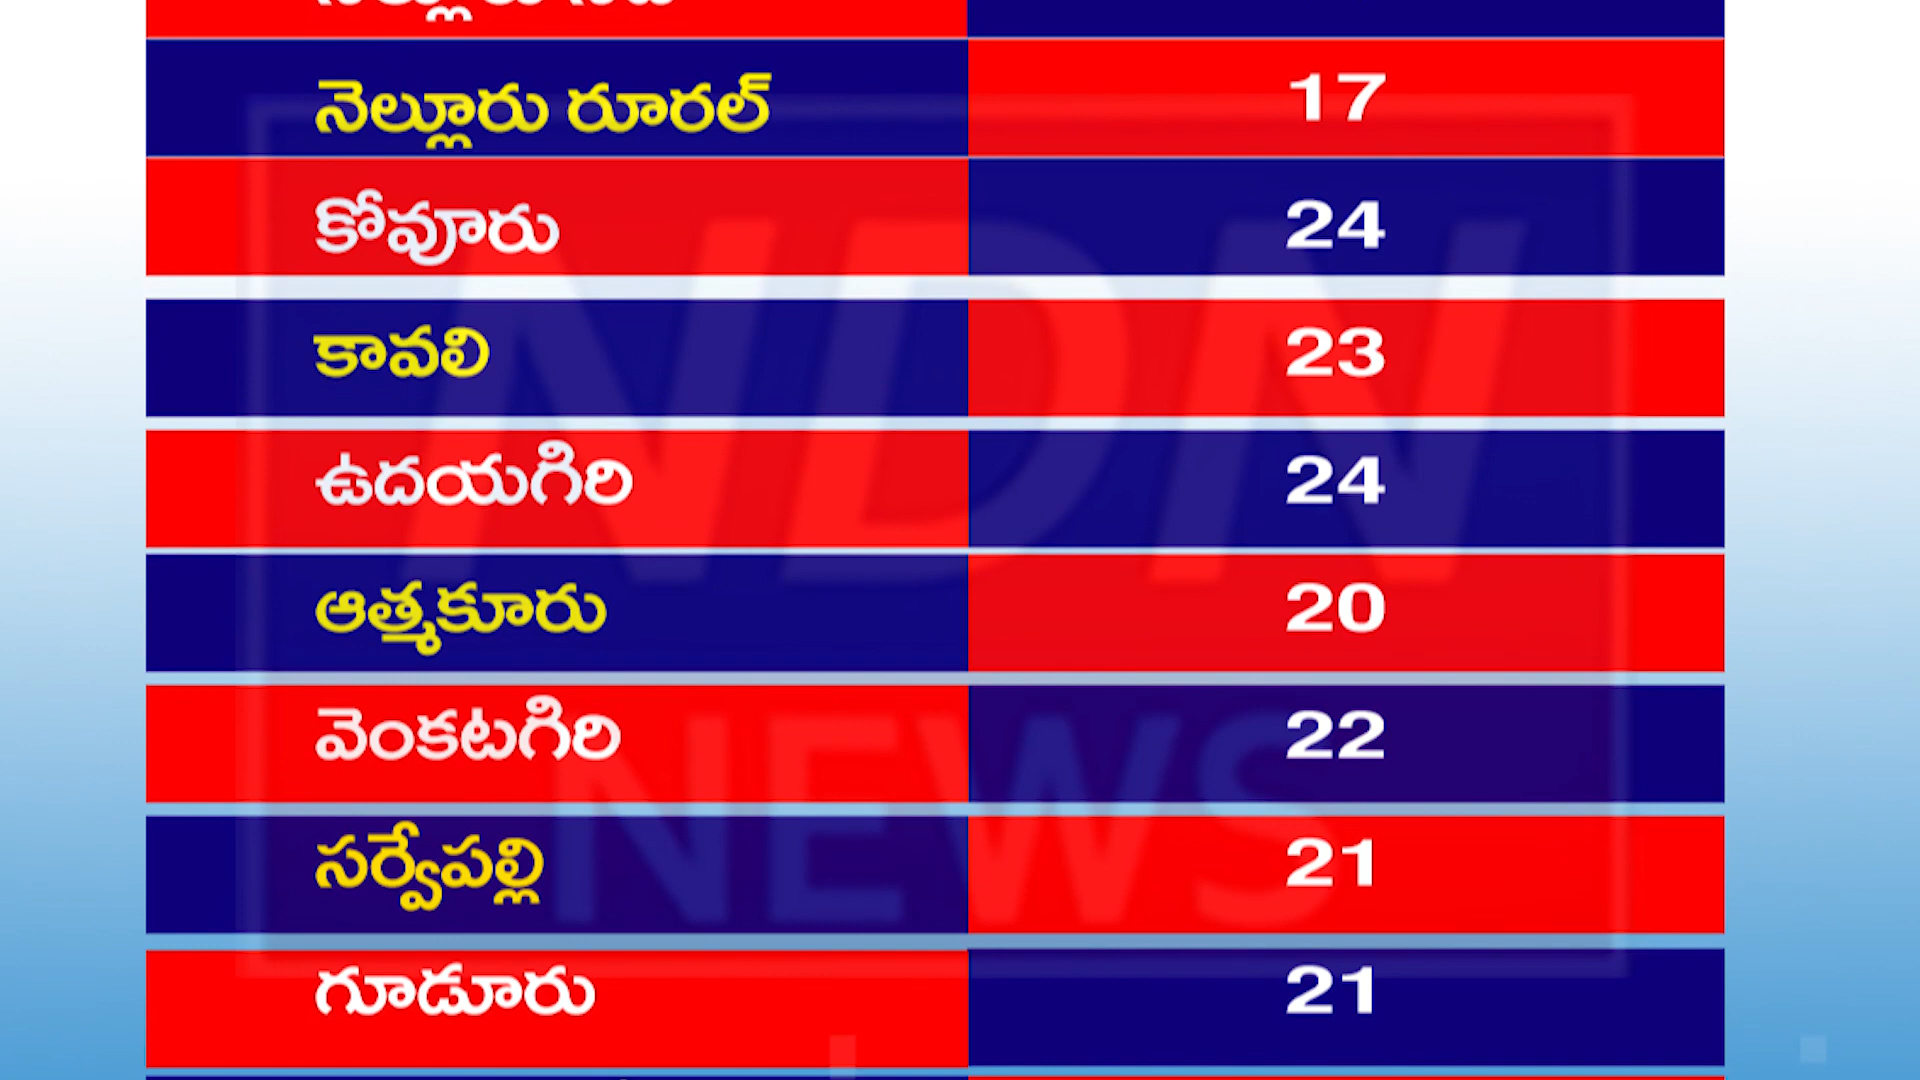 నెల్లూరు రూరల్ 17
కోవూరు 24
కావలి 23
ఉదయగిరి 24
ఆత్మకూరు 20
వెంకటగిరి 22
సర్వేపల్లి 21
గూడూరు 21
NDN
NEWS